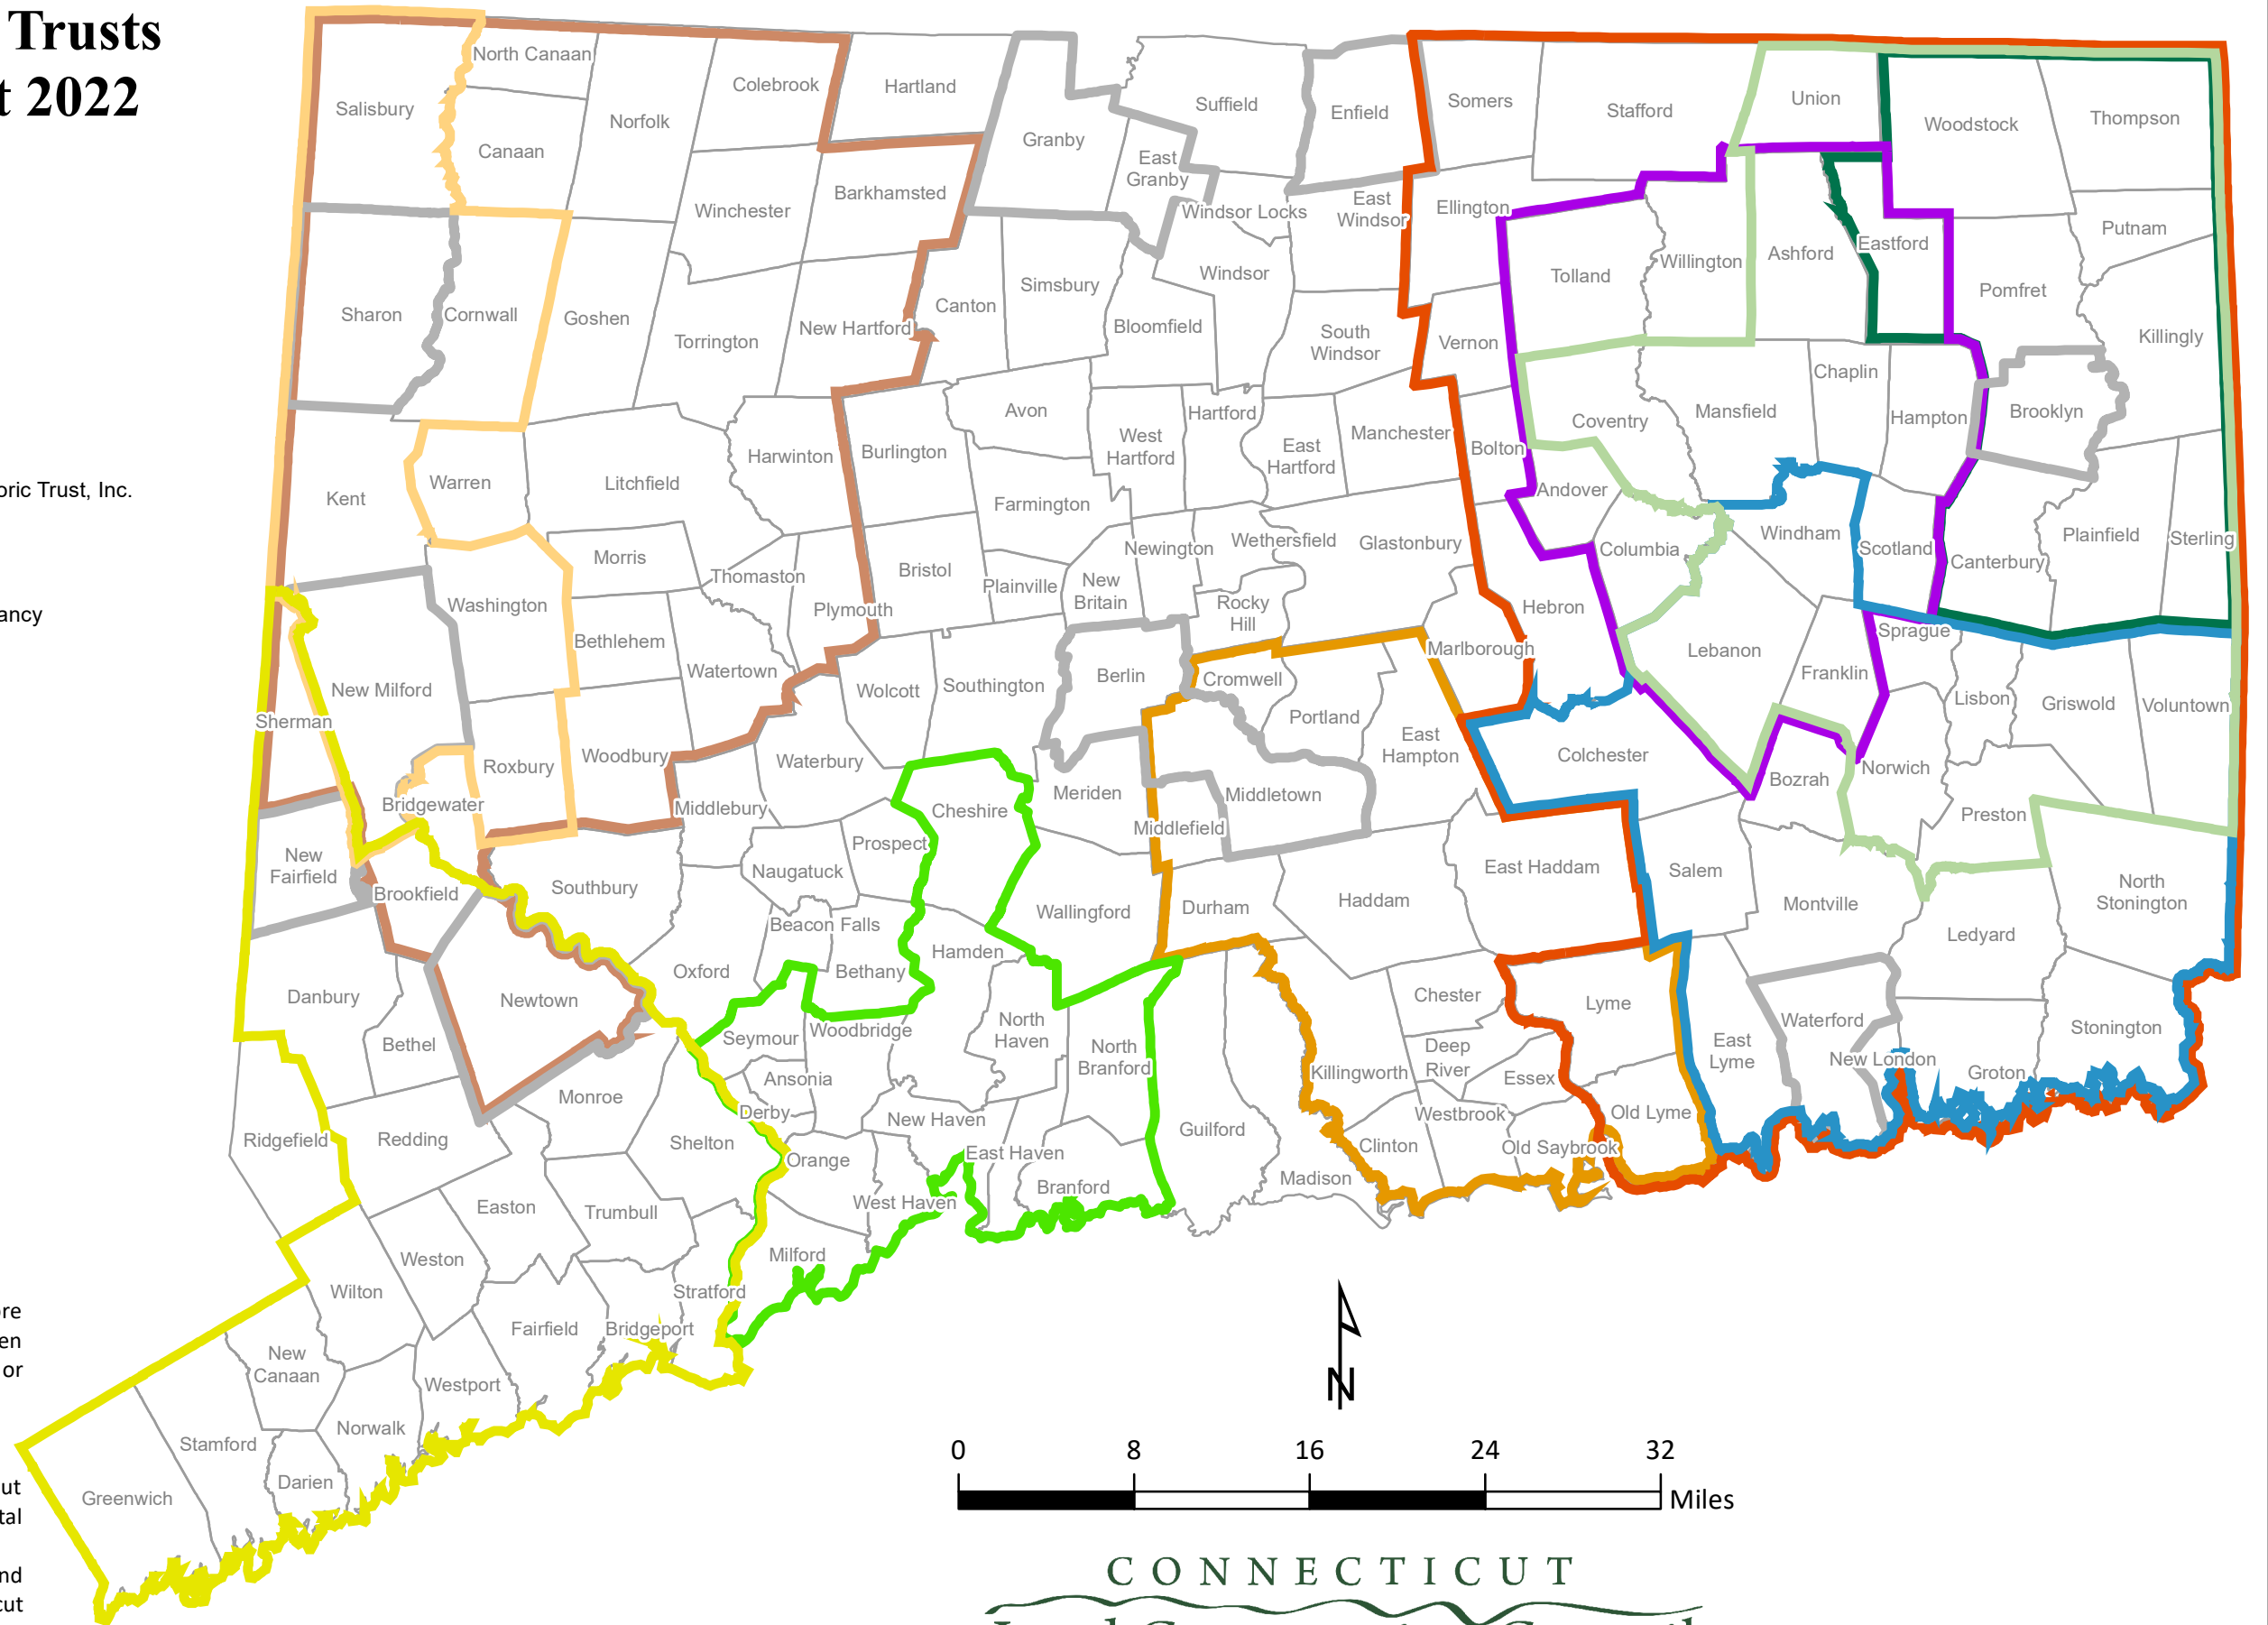 Trusts
t 2022
oric Trust, Inc.
ancy
ore
en
or
ut
tal
nd
cut
North Canaan
Salisbury
Canaan
Norfolk
Colebrook
Hartland
Granby
Suffield
East
Granby
Enfield
Somers
Stafford
Union
Woodstock
Thompson
Winchester
Barkhamsted
Windsor Locks
East
Windsor
Ellington
Tolland
Willington
Ashford
Eastford
Pomfret
Putnam
Killingly
Sharon
Cornwall
Goshen
Torrington
New Hartford
Canton
Simsbury
Bloomfield
Windsor
South
Windsor
Vernon
Coventry
Mansfield
Chaplin
Hampton
Brooklyn
Kent
Warren
Litchfield
Harwinton
Burlington
Avon
West
Hartford
Hartford
East
Hartford
Manchester
Bolton
Andover
Farmington
Morris
Thomaston
Plymouth
Bristol
Plainville
New
Britain
Newington
Wethersfield
Rocky
Hill
Glastonbury
Hebron
Columbia
Windham
Scotland
Canterbury
Plainfield
Sterling
Washington
Bethlehem
Watertown
Wolcott
Southington
Berlin
Cromwell
Portland
Marlborough
East
Hampton
Colchester
Lebanon
Franklin
Sprague
Lisbon
Griswold
Voluntown
New Milford
Sherman
Bridgewater
Roxbury
Woodbury
Middlebury
Waterbury
Cheshire
Prospect
Meriden
Middlefield
Middletown
Bozrah
Norwich
Preston
New
Fairfield
Brookfield
Southbury
Naugatuck
Beacon Falls
Oxford
Bethany
Hamden
Wallingford
Durham
Haddam
East Haddam
Salem
Montville
Ledyard
North
Stonington
Danbury
Bethel
Newtown
Seymour
Woodbridge
Ansonia
Derby
North
Haven
North
Branford
Killingworth
Chester
Deep
River
Essex
Lyme
East
Lyme
Waterford
New London
Groton
Stonington
Ridgefield
Redding
Monroe
Shelton
Orange
New Haven
East Haven
West Haven
Branford
Guilford
Madison
Clinton
Westbrook
Old Saybrook
Old Lyme
Easton
Trumbull
Milford
Stratford
Weston
Wilton
Fairfield
Bridgeport
New
Canaan
Westport
Norwalk
Stamford
Darien
Greenwich
N
0 8 16 24 32
Miles
CONNECTICUT